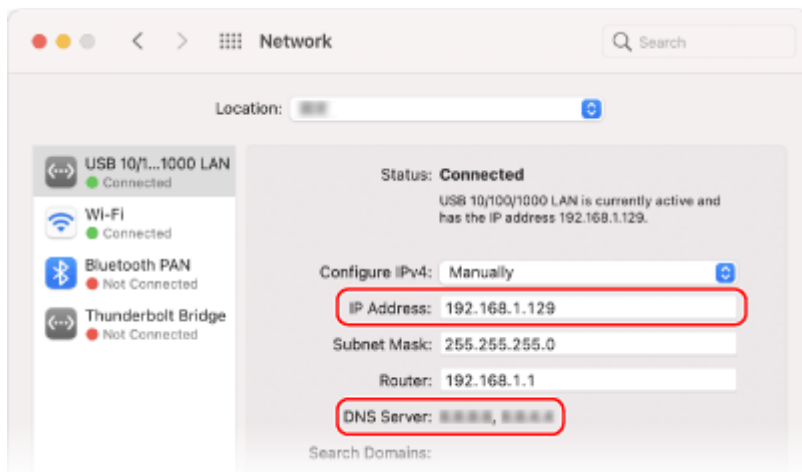 Network
Search
Location:
USB 10/1...1000 LAN
Connected
Wi-Fi
Connected
Bluetooth PAN
Not Connected
Thunderbolt Bridge
Not Connected
Status: Connected
USB 10/100/1000 LAN is currently active and
has the IP address 192.168.1.129.
Configure IPv4: Manually
IP Address: 192.168.1.129
Subnet Mask: 255.255.255.0
Router: 192.168.1.1
DNS Server:
Search Domains: